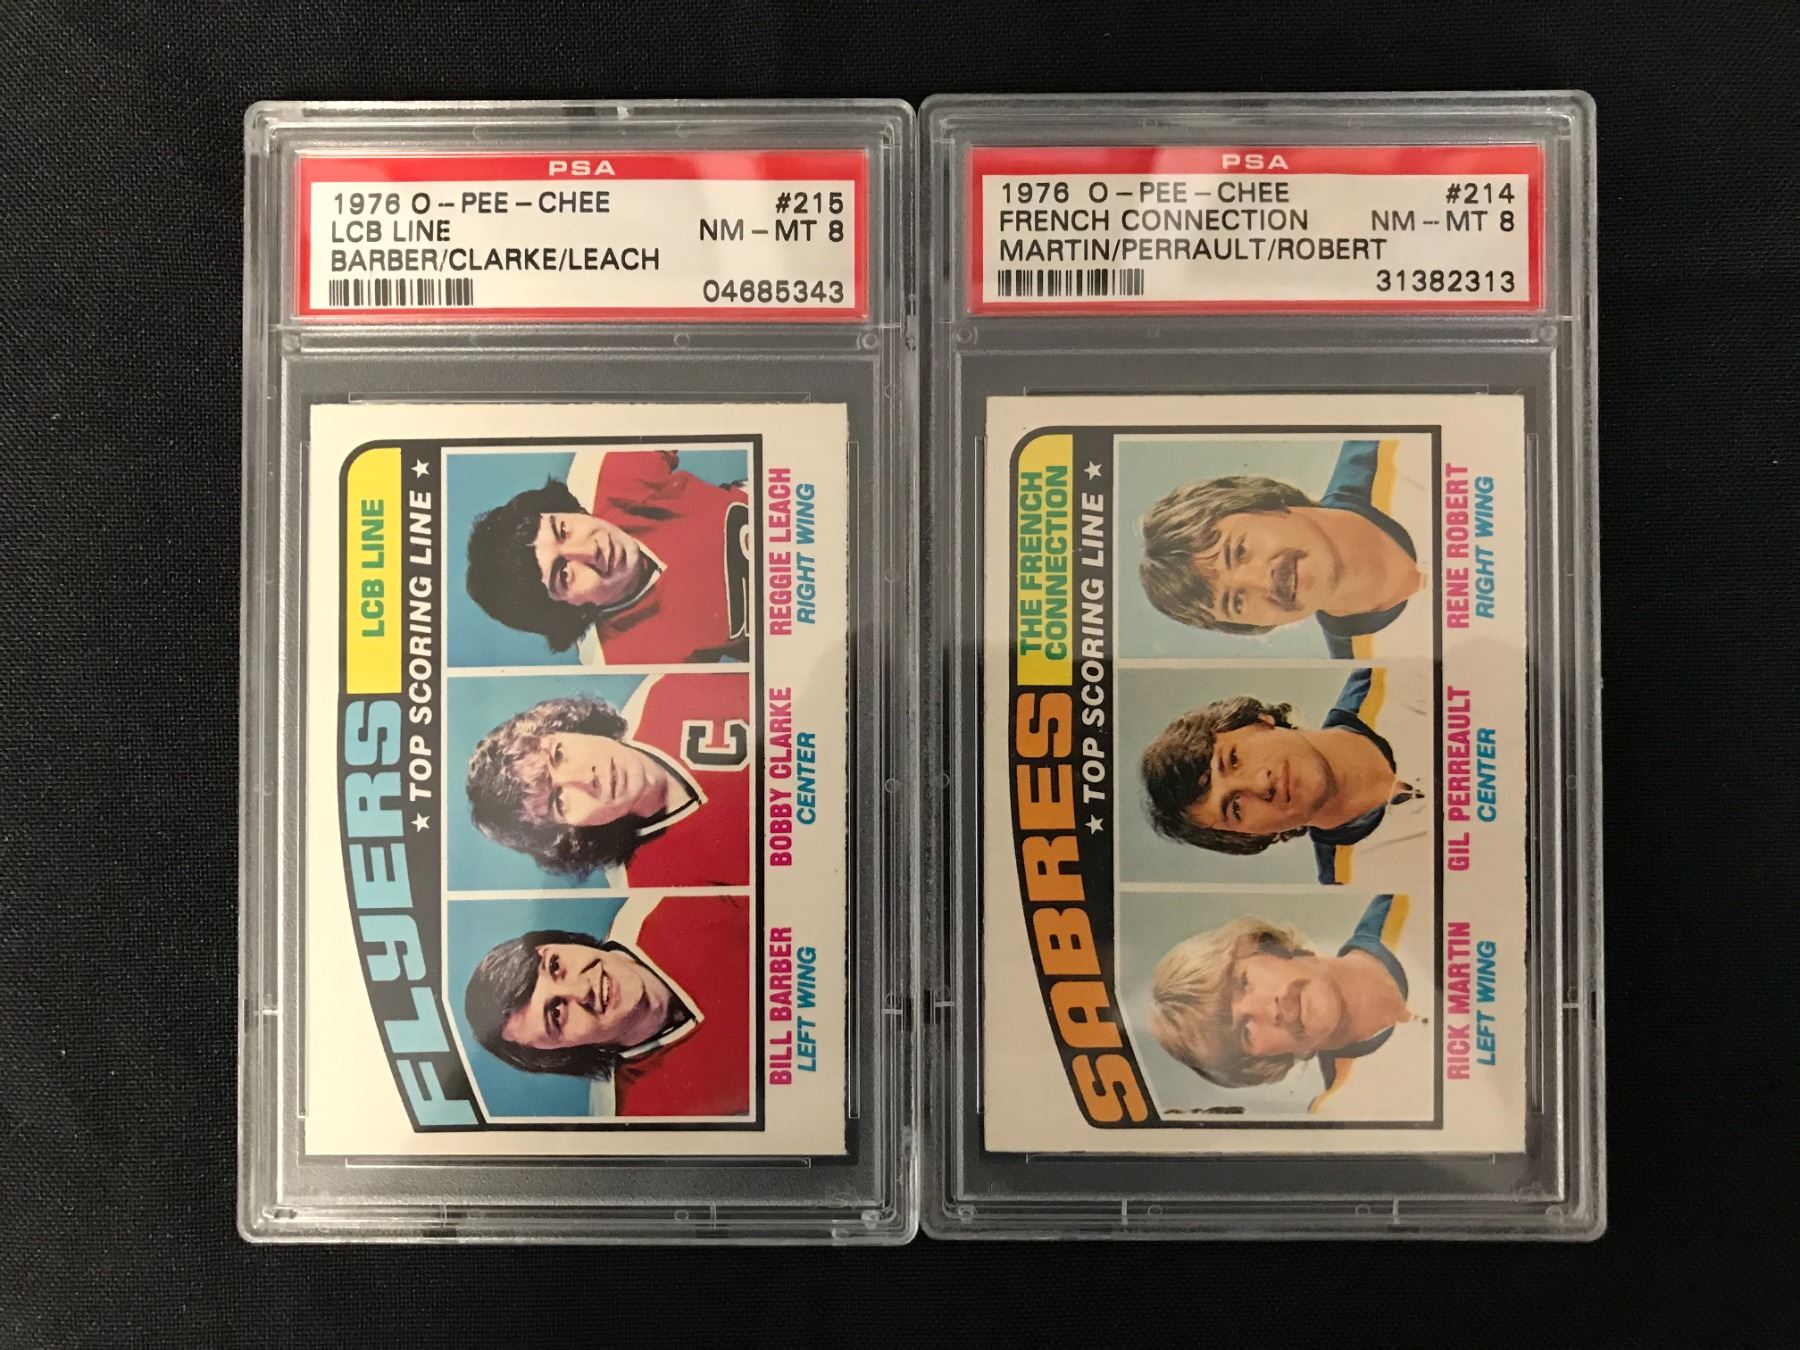 PSA
1976 O-PEE-CHEE #215
LCB LINE NM-MT 8
BARBER/CLARKE/LEACH
04685343
FLYERS
LCB LINE
★ TOP SCORING LINE ★
BILL BARBER
LEFT WING
BOBBY CLARKE
CENTER
REGGIE LEACH
RIGHT WING
C
PSA
1976 O-PEE-CHEE #214
FRENCH CONNECTION NM-MT 8
MARTIN/PERRAULT/ROBERT
31382313
SABRES
THE FRENCH
CONNECTION
★ TOP SCORING LINE ★
RICK MARTIN
LEFT WING
GIL PERREAULT
CENTER
RENE ROBERT
RIGHT WING